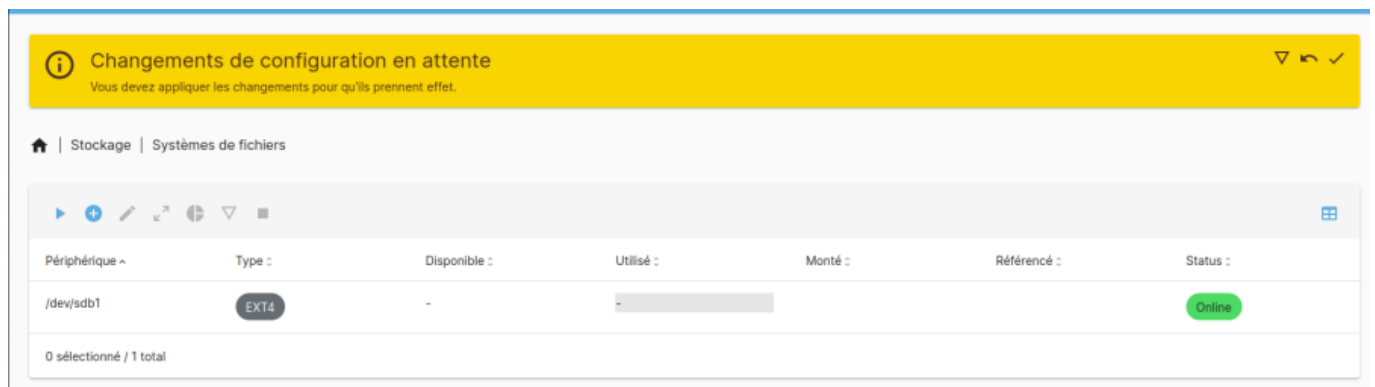 Changements de configuration en attente
Vous devez appliquer les changements pour qu'ils prennent effet.
| Stockage | Systèmes de fichiers
Périphérique Type Disponible Utilisé Monté Référencé Status
/dev/sdb1 EXT4 - - Online
0 sélectionné / 1 total